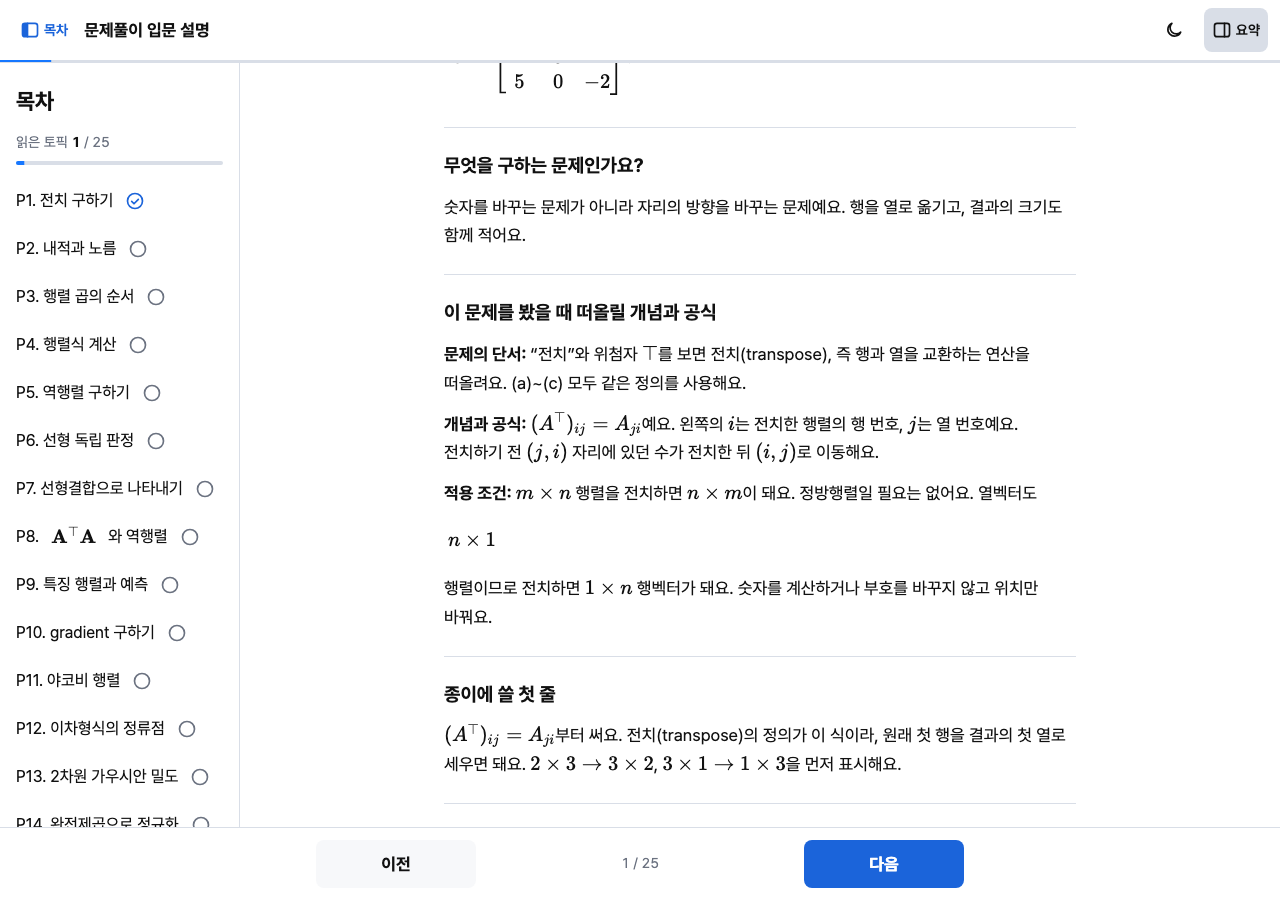 목차 문제풀이 입문 설명 요약
목차
읽은 토픽 1 / 25
P1. 전치 구하기
P2. 내적과 노름
P3. 행렬 곱의 순서
P4. 행렬식 계산
P5. 역행렬 구하기
P6. 선형 독립 판정
P7. 선형결합으로 나타내기
P8. A⊤A 와 역행렬
P9. 특징 행렬과 예측
P10. gradient 구하기
P11. 야코비 행렬
P12. 이차형식의 정류점
P13. 2차원 가우시안 밀도
P14. 완전제곱으로 정규화
5 0 −2
무엇을 구하는 문제인가요?
숫자를 바꾸는 문제가 아니라 자리의 방향을 바꾸는 문제예요. 행을 열로 옮기고, 결과의 크기도
함께 적어요.
이 문제를 봤을 때 떠올릴 개념과 공식
문제의 단서: “전치”와 위첨자 ⊤를 보면 전치(transpose), 즉 행과 열을 교환하는 연산을
떠올려요. (a)~(c) 모두 같은 정의를 사용해요.
개념과 공식: (A⊤)ij = Aji예요. 왼쪽의 i는 전치한 행렬의 행 번호, j는 열 번호예요.
전치하기 전 (j, i) 자리에 있던 수가 전치한 뒤 (i, j)로 이동해요.
적용 조건: m × n 행렬을 전치하면 n × m이 돼요. 정방행렬일 필요는 없어요. 열벡터도
n × 1
행렬이므로 전치하면 1 × n 행벡터가 돼요. 숫자를 계산하거나 부호를 바꾸지 않고 위치만
바꿔요.
종이에 쓸 첫 줄
(A⊤)ij = Aji부터 써요. 전치(transpose)의 정의가 이 식이라, 원래 첫 행을 결과의 첫 열로
세우면 돼요. 2 × 3 → 3 × 2, 3 × 1 → 1 × 3을 먼저 표시해요.
이전 1 / 25 다음